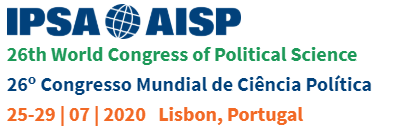 IPSA AISP
26th World Congress of Political Science
26º Congresso Mundial de Ciência Política
25-29 | 07 | 2020 Lisbon, Portugal